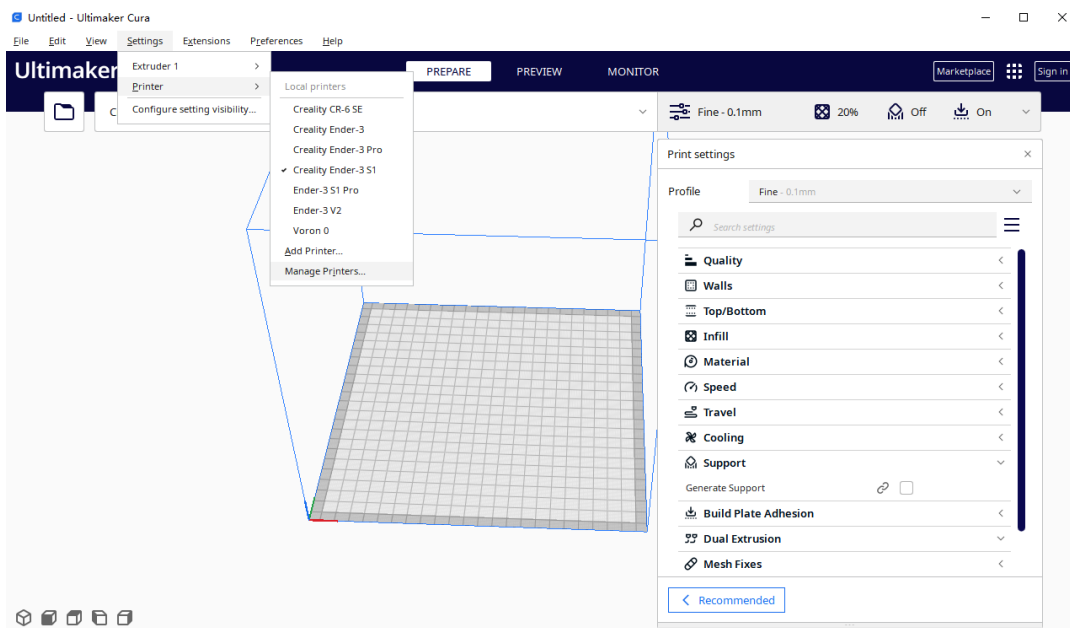 Untitled - Ultimaker Cura
File Edit View Settings Extensions Preferences Help
Ultimaker
PREPARE PREVIEW MONITOR
Marketplace
Sign in
Extruder 1
Printer
Configure setting visibility...
Local printers
Creality CR-6 SE
Creality Ender-3
Creality Ender-3 Pro
Creality Ender-3 S1
Ender-3 S1 Pro
Ender-3 V2
Voron 0
Add Printer...
Manage Printers...
C
Fine - 0.1mm 20% Off On
Print settings
Profile Fine - 0.1mm
Search settings
Quality
Walls
Top/Bottom
Infill
Material
Speed
Travel
Cooling
Support
Generate Support
Build Plate Adhesion
Dual Extrusion
Mesh Fixes
Recommended